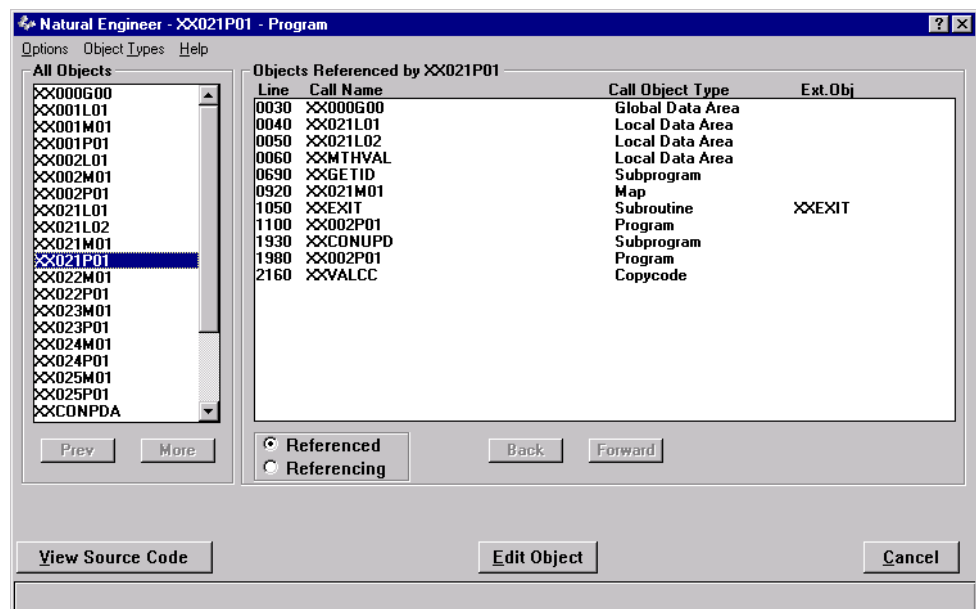 Natural Engineer - XX021P01 - Program
Options Object Types Help
All Objects
XX000G00
XX001L01
XX001M01
XX001P01
XX002L01
XX002M01
XX002P01
XX021L01
XX021L02
XX021M01
XX021P01
XX022M01
XX022P01
XX023M01
XX023P01
XX024M01
XX024P01
XX025M01
XX025P01
XXCONPDA
Prev More
Objects Referenced by XX021P01
Line Call Name Call Object Type Ext.Obj
0030 XX000G00 Global Data Area
0040 XX021L01 Local Data Area
0050 XX021L02 Local Data Area
0060 XXMTHVAL Local Data Area
0690 XXGETID Subprogram
0920 XX021M01 Map
1050 XXEXIT Subroutine XXEXIT
1100 XX002P01 Program
1930 XXCONUPD Subprogram
1980 XX002P01 Program
2160 XXVALCC Copycode
Referenced
Referencing
Back Forward
View Source Code Edit Object Cancel